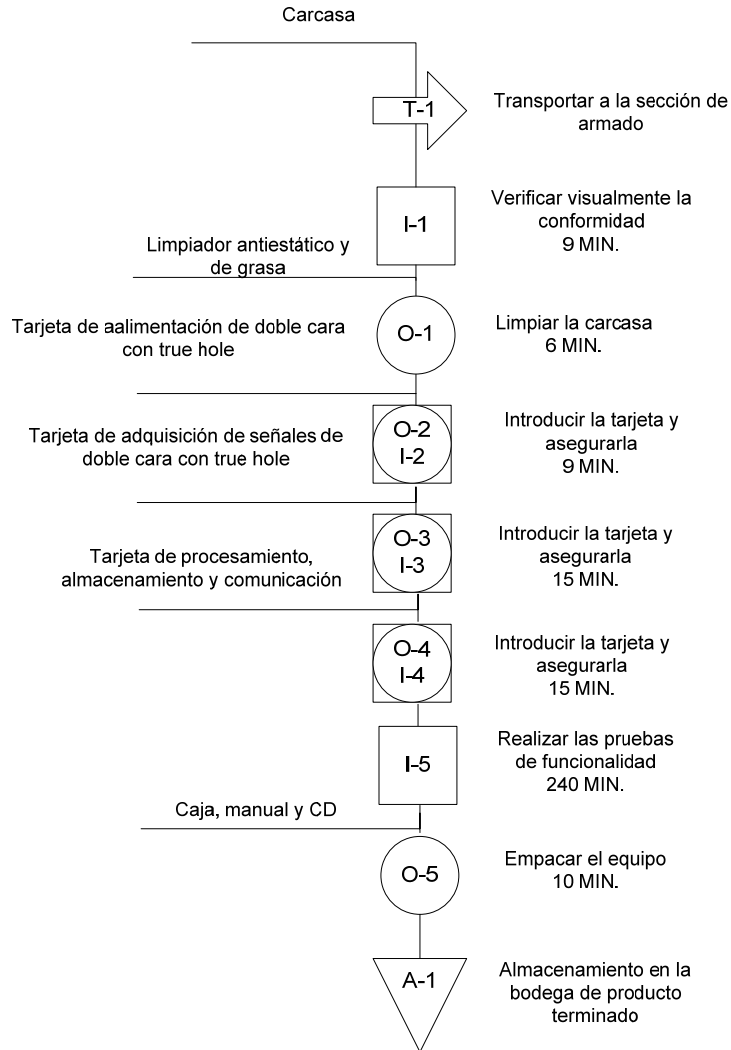 Carcasa
T-1
Transportar a la sección de
armado
I-1
Verificar visualmente la
conformidad
9 MIN.
Limpiador antiestático y
de grasa
O-1
Limpiar la carcasa
6 MIN.
Tarjeta de aalimentación de doble cara
con true hole
O-2
I-2
Introducir la tarjeta y
asegurarla
9 MIN.
Tarjeta de adquisición de señales de
doble cara con true hole
O-3
I-3
Introducir la tarjeta y
asegurarla
15 MIN.
Tarjeta de procesamiento,
almacenamiento y comunicación
O-4
I-4
Introducir la tarjeta y
asegurarla
15 MIN.
I-5
Realizar las pruebas
de funcionalidad
240 MIN.
Caja, manual y CD
O-5
Empacar el equipo
10 MIN.
A-1
Almacenamiento en la
bodega de producto
terminado